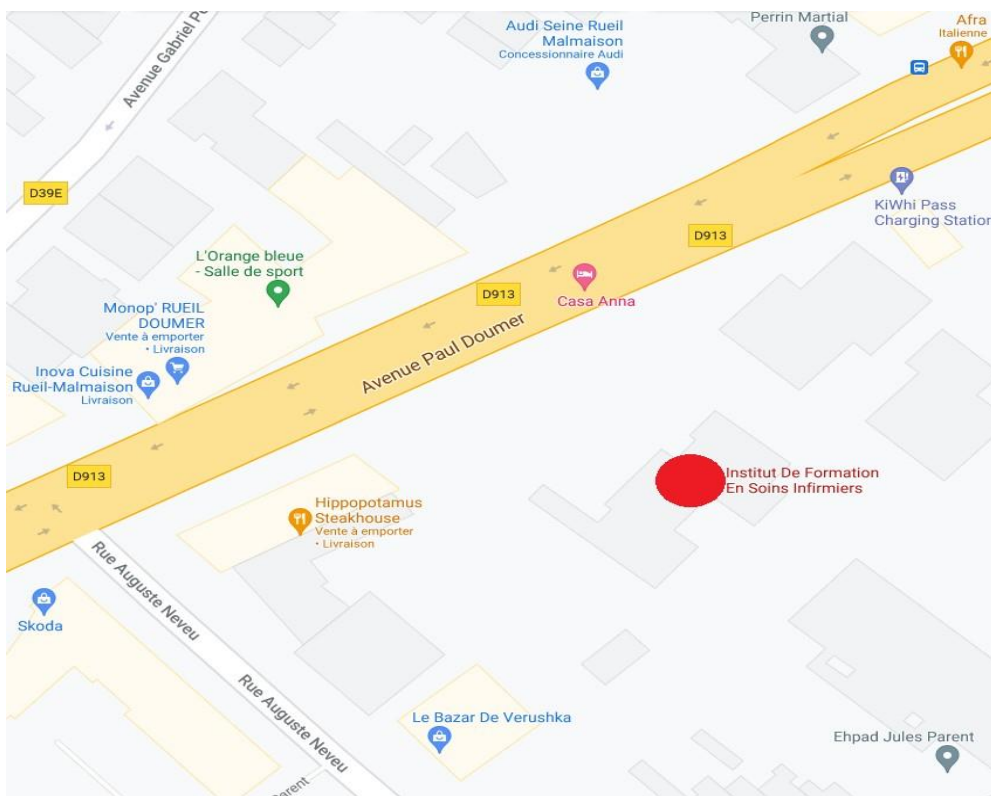 Avenue Gabriel
Audi Seine Rueil
Malmaison
Concessionnaire Audi
Perrin Martial
Afra
Italienne
D39E
KiWhi Pass
Charging Station
D913
L'Orange bleue
- Salle de sport
D913
Casa Anna
Monop' RUEIL
DOUMER
Vente à emporter
• Livraison
Avenue Paul Doumer
Inova Cuisine
Rueil-Malmaison
Livraison
D913
Institut De Formation
En Soins Infirmiers
Hippopotamus
Steakhouse
Vente à emporter
• Livraison
Rue Auguste Neveu
Skoda
Rue Auguste Neveu
Le Bazar De Verushka
Ehpad Jules Parent
arent